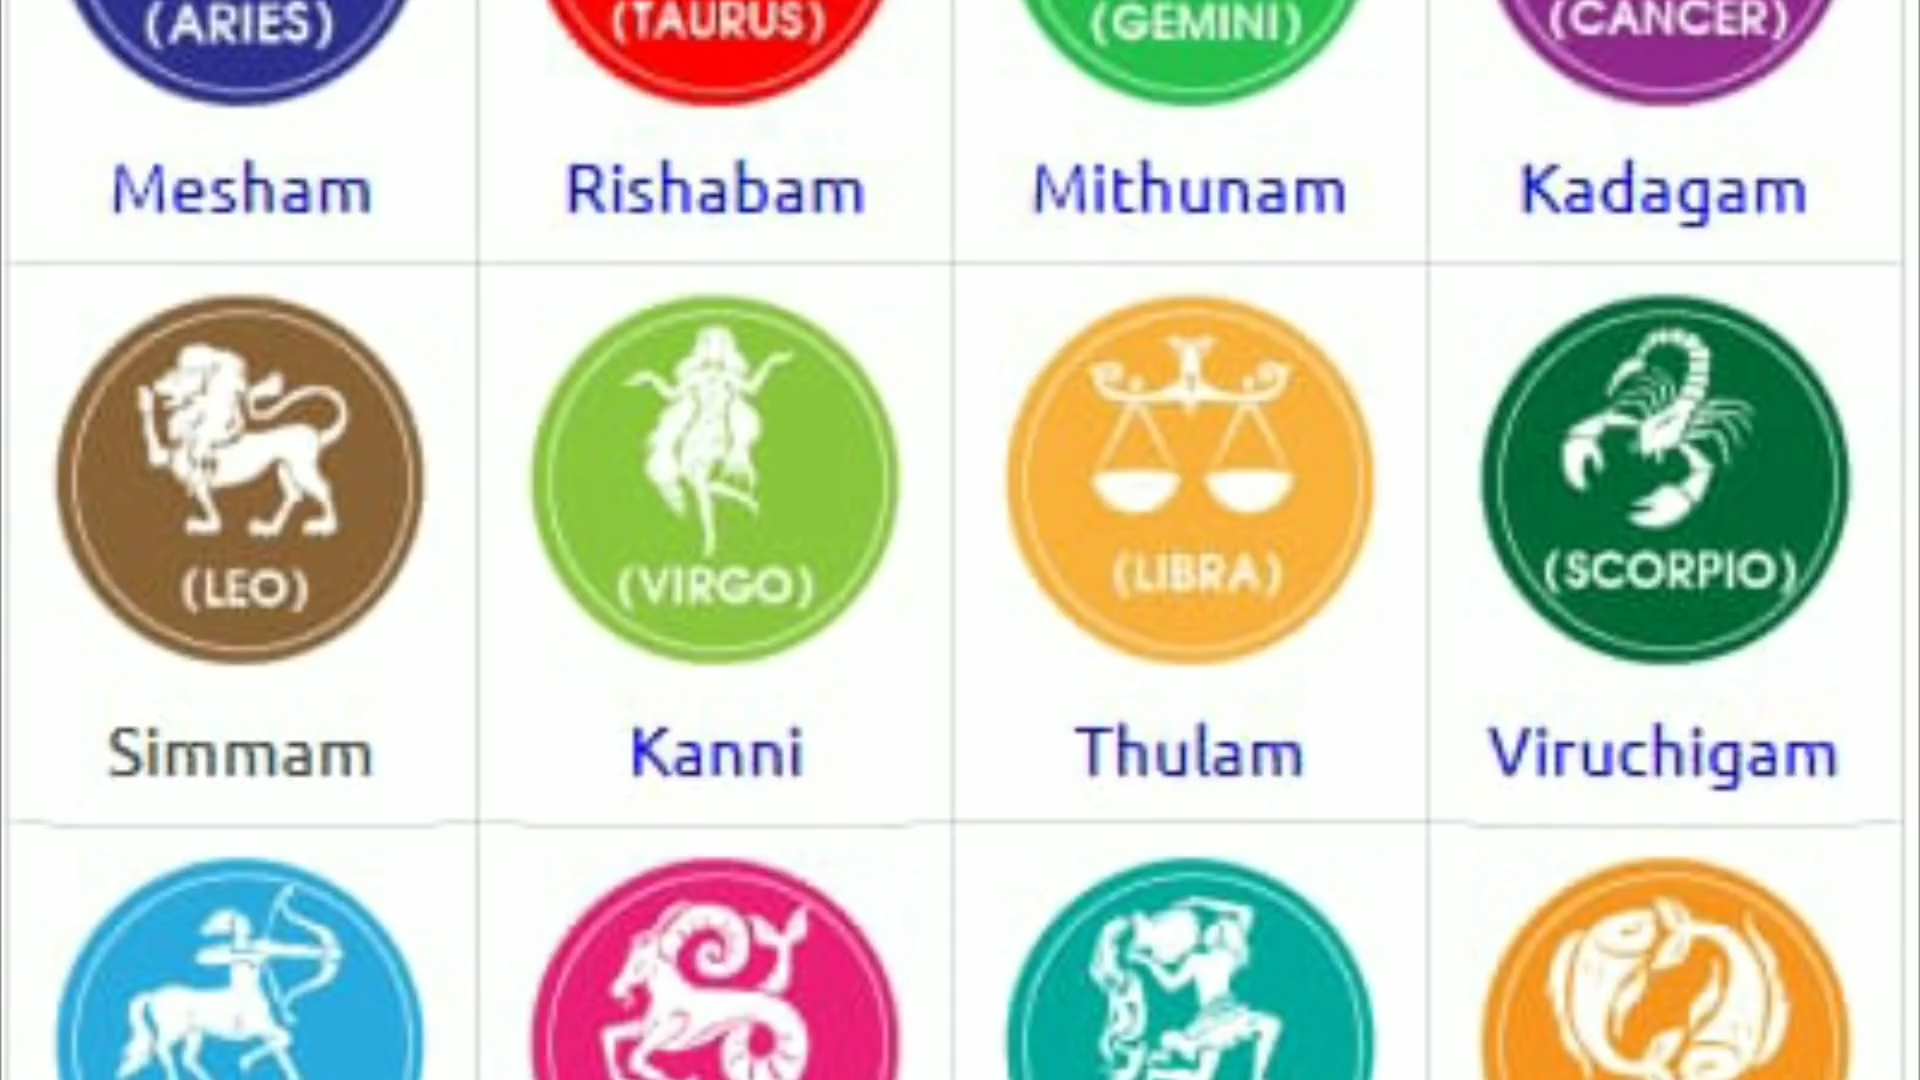 (ARIES)
(TAURUS)
(GEMINI)
(CANCER)
Mesham
Rishabam
Mithunam
Kadagam
(LEO)
(VIRGO)
(LIBRA)
(SCORPIO)
Simmam
Kanni
Thulam
Viruchigam